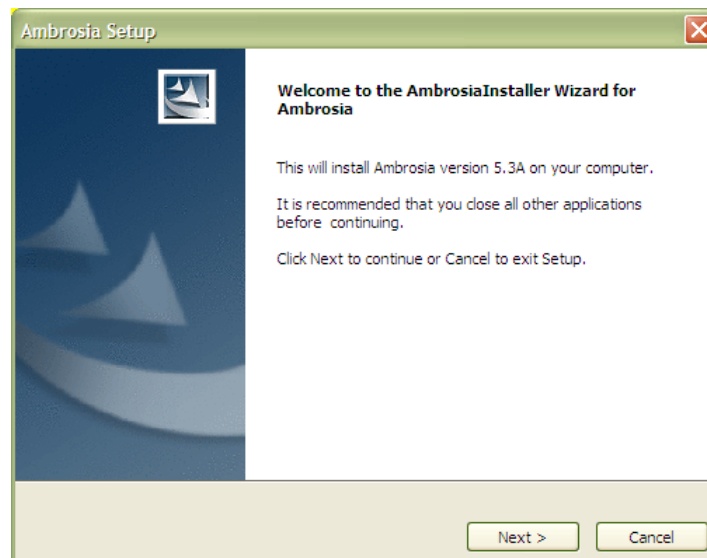 Ambrosia Setup
Welcome to the AmbrosiaInstaller Wizard for
Ambrosia
This will install Ambrosia version 5.3A on your computer.
It is recommended that you close all other applications
before  continuing.
Click Next to continue or Cancel to exit Setup.
Next >
Cancel